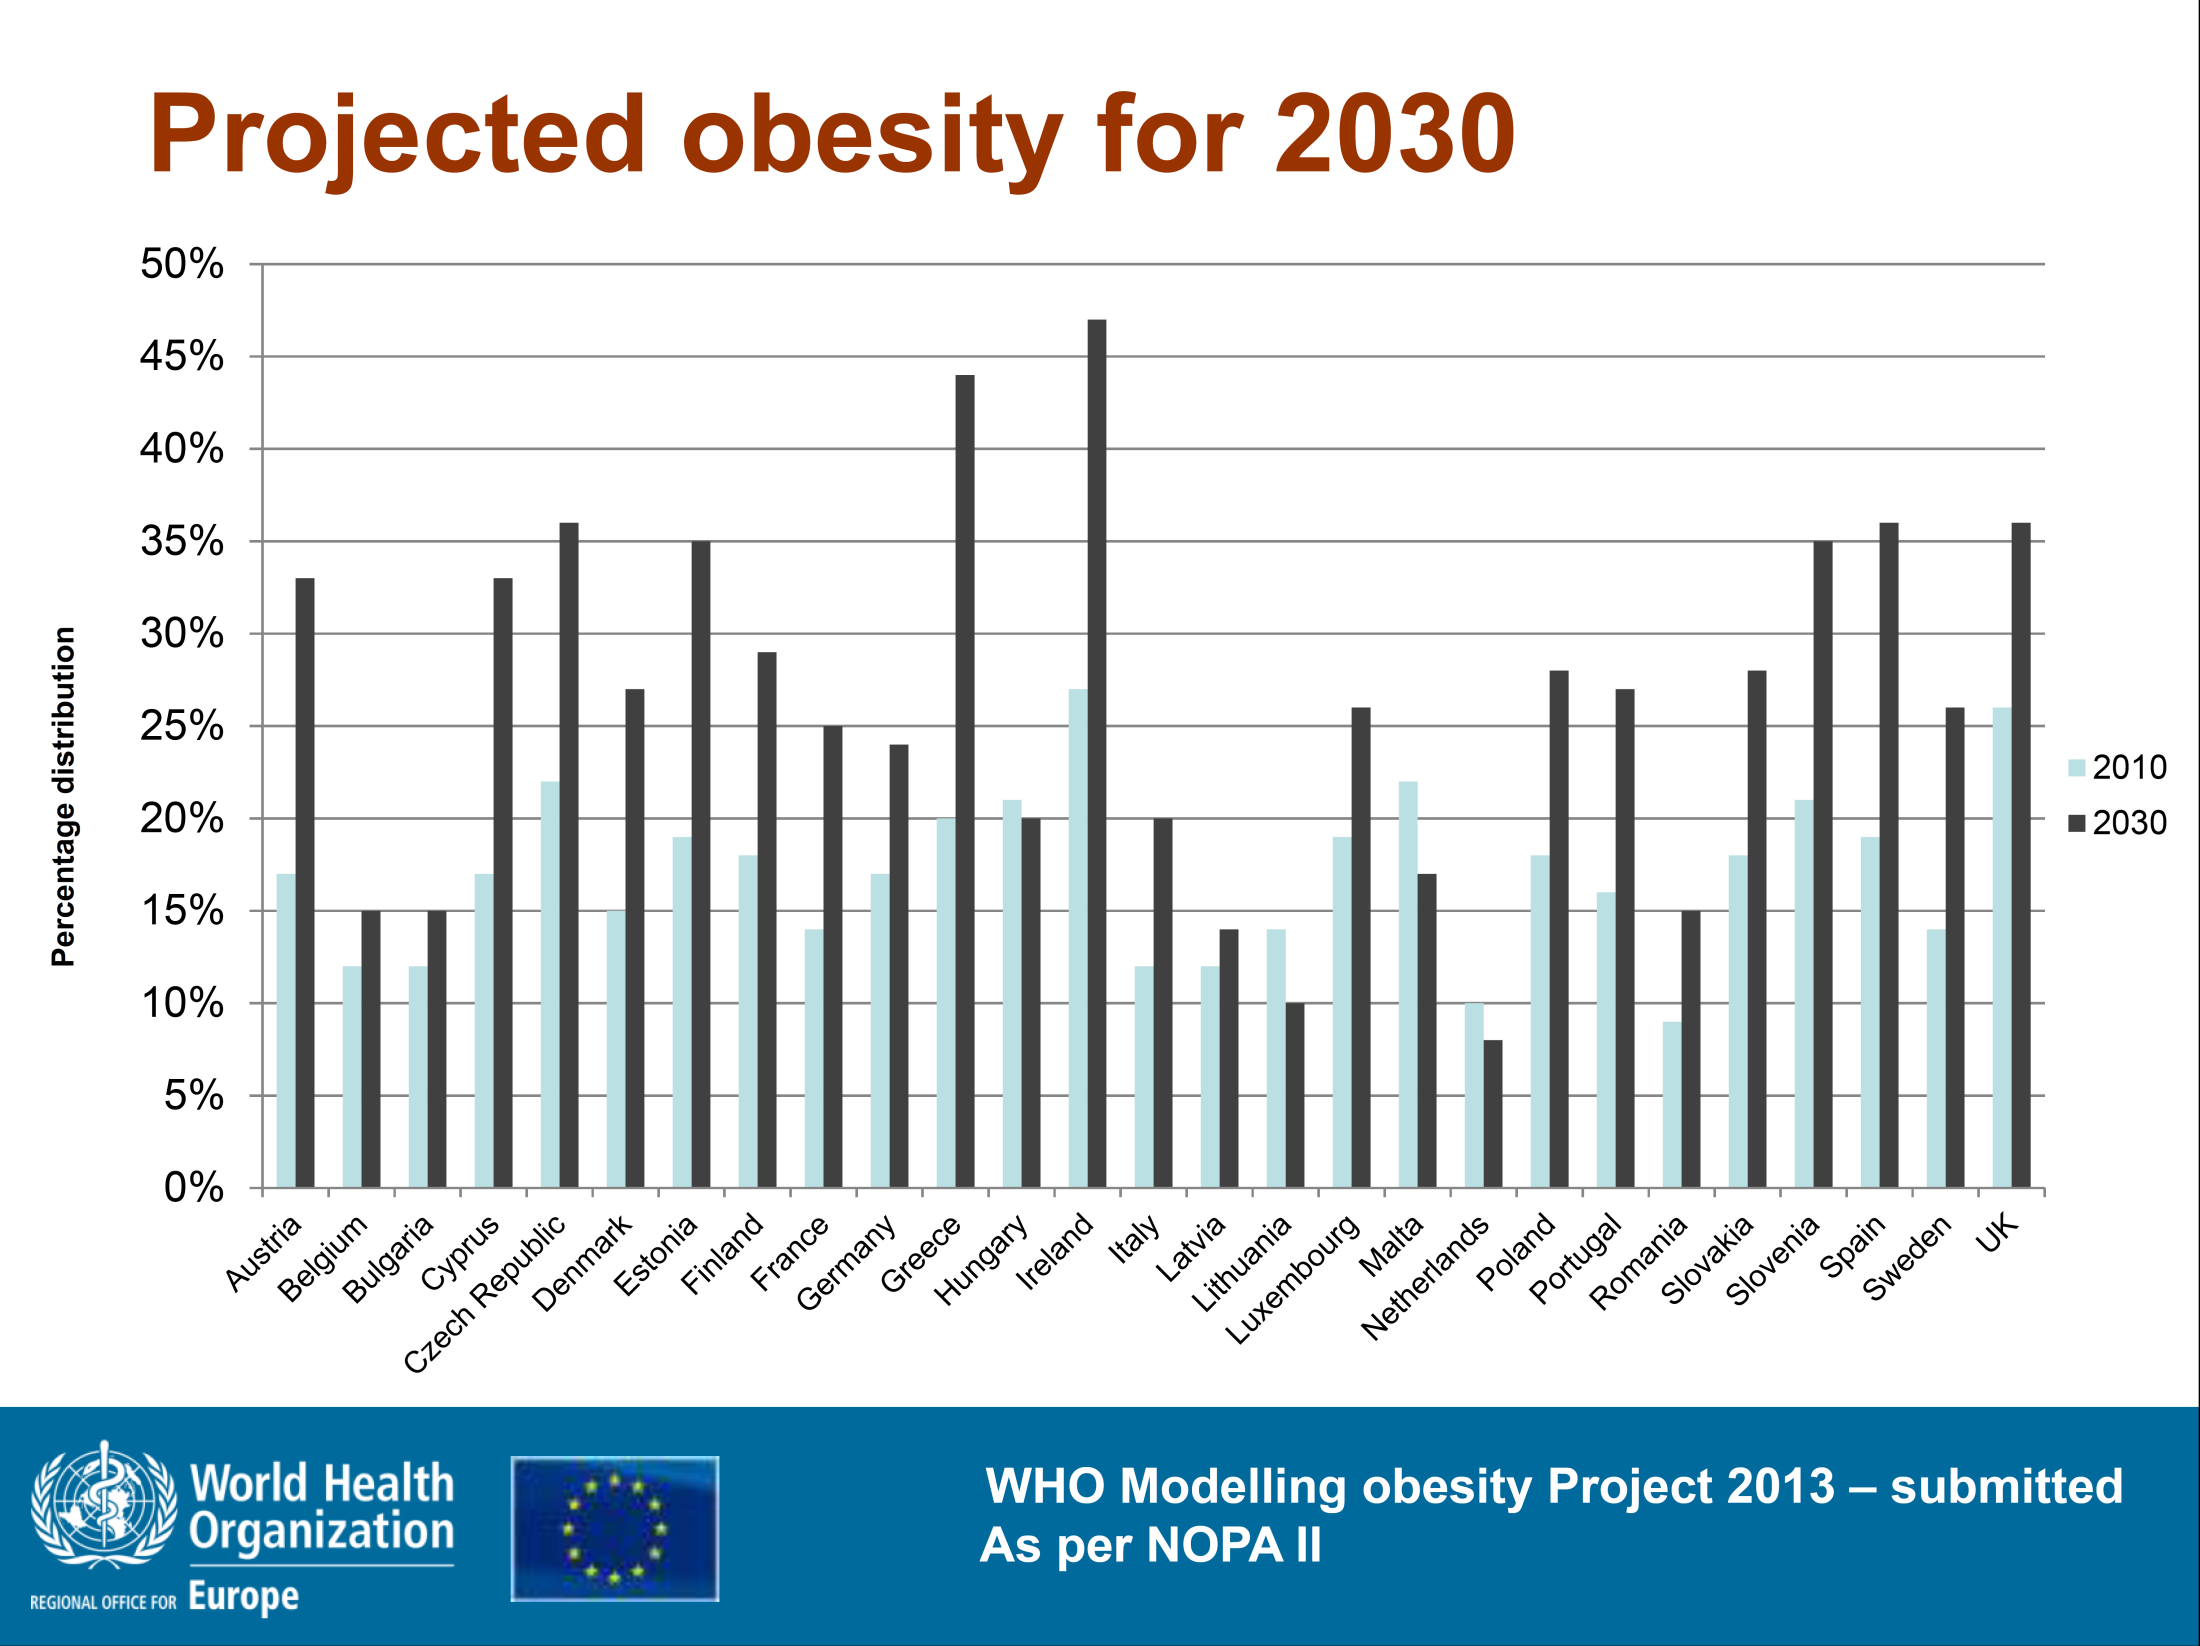 Projected obesity for 2030
50%
45%
40%
35%
30%
25%
20%
15%
10%
5%
0%
Percentage distribution
Austria
Belgium
Bulgaria
Cyprus
Czech Republic
Denmark
Estonia
Finland
France
Germany
Greece
Hungary
Ireland
Italy
Latvia
Lithuania
Luxembourg
Malta
Netherlands
Poland
Portugal
Romania
Slovakia
Slovenia
Spain
Sweden
UK
2010
2030
World Health
Organization
REGIONAL OFFICE FOR Europe
WHO Modelling obesity Project 2013 – submitted
As per NOPA II